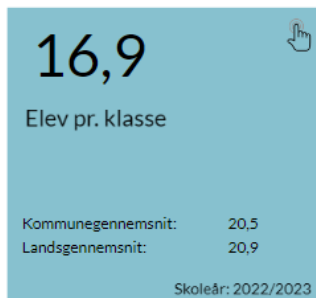 16,9
Elev pr. klasse
Kommunegennemsnit: 20,5
Landsgennemsnit: 20,9
Skoleår: 2022/2023